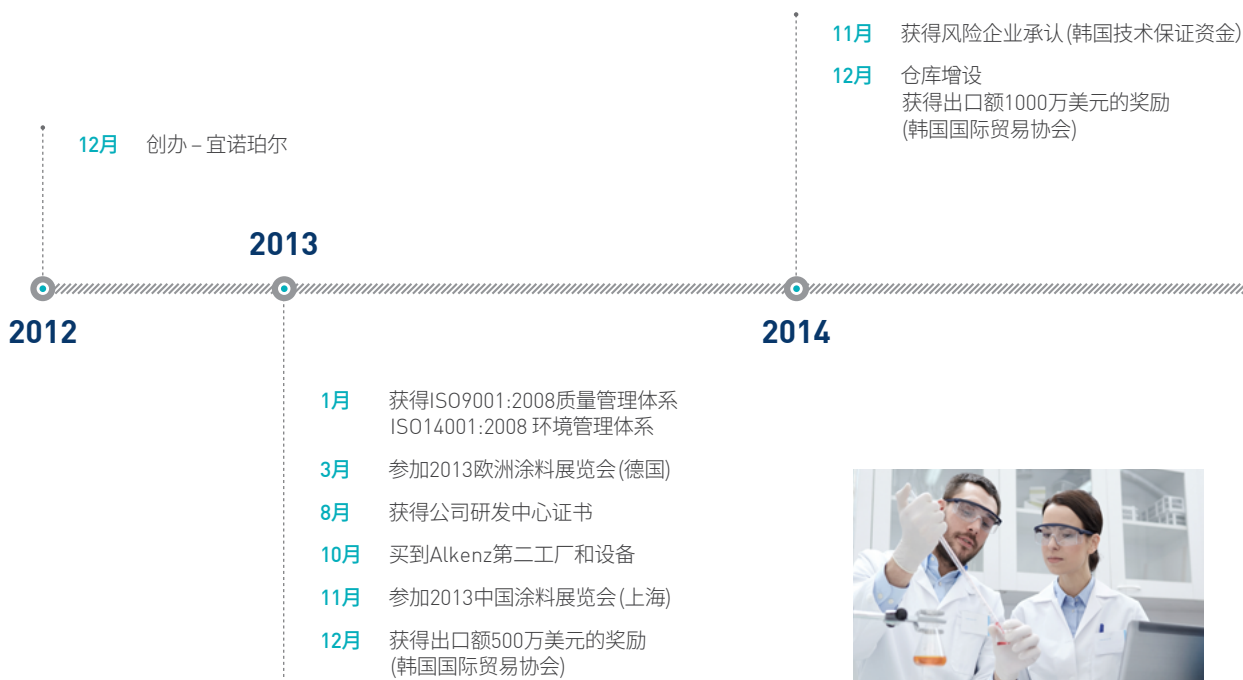 11月 获得风险企业承认(韩国技术保证资金)
12月 仓库增设
获得出口额1000万美元的奖励
(韩国国际贸易协会)
12月 创办 – 宜诺珀尔
2013
2012
2014
1月 获得ISO9001:2008质量管理体系
ISO14001:2008 环境管理体系
3月 参加2013欧洲涂料展览会(德国)
8月 获得公司研发中心证书
10月 买到Alkenz第二工厂和设备
11月 参加2013中国涂料展览会(上海)
12月 获得出口额500万美元的奖励
(韩国国际贸易协会)